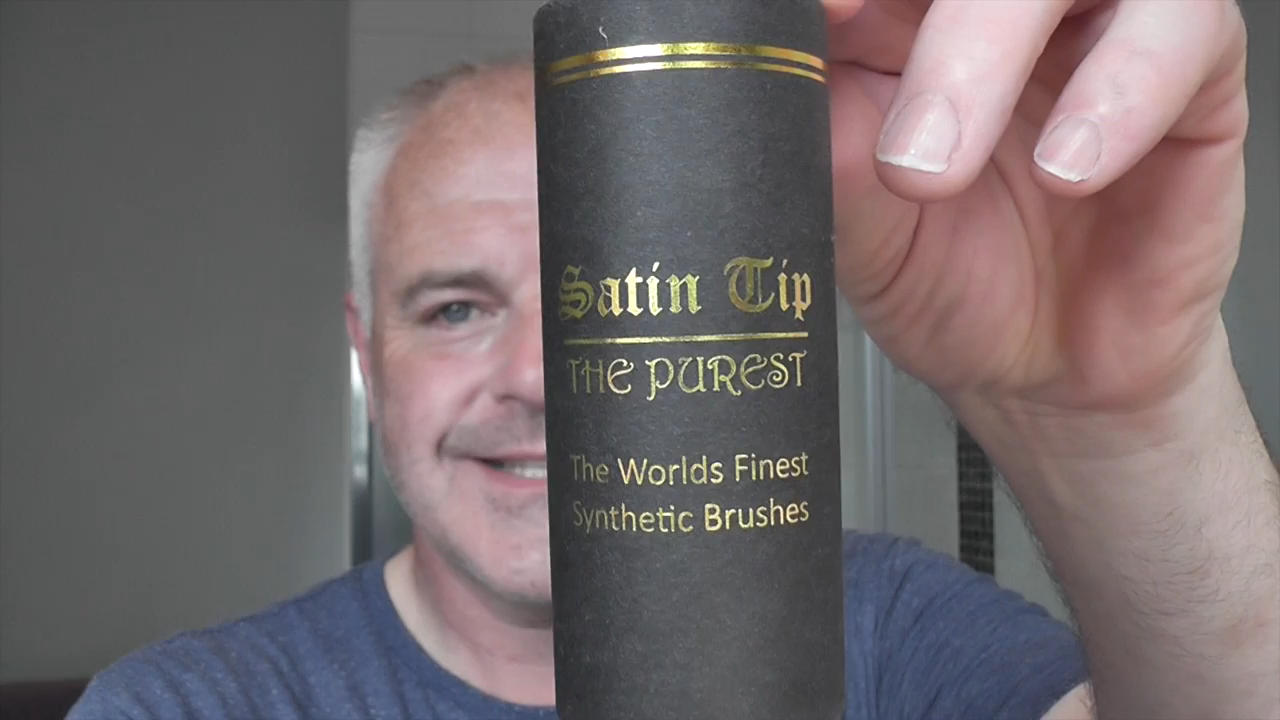 Satin Tip
THE PUREST
The Worlds Finest
Synthetic Brushes